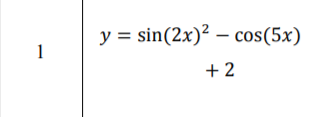 1
y = sin(2x)² − cos(5x)
+ 2